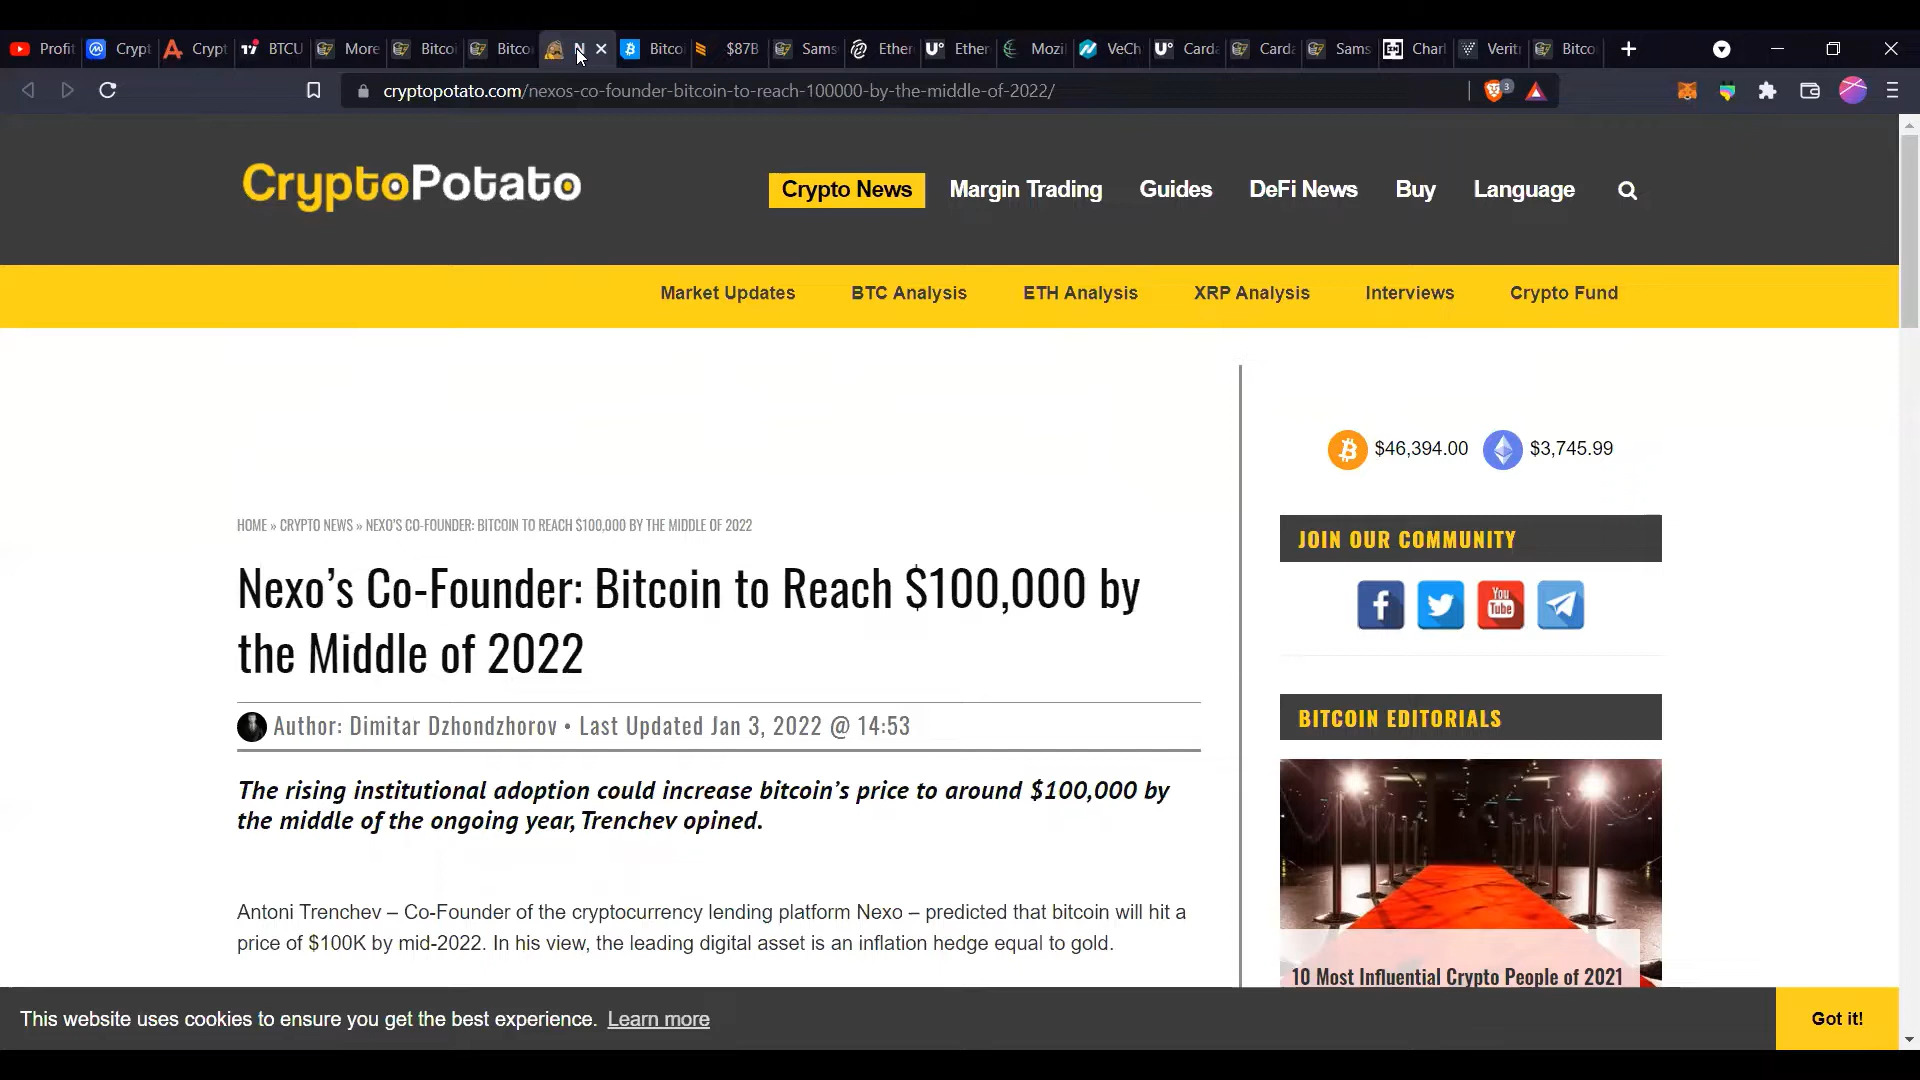 Profit
Crypt
Crypt
BTCU
More
Bitcoi
Bitco
N
Bitco
$87B
Sams
Ether
Ether
Mozil
VeCh
Carda
Carda
Sams
Charl
Verit
Bitco
cryptopotato.com/nexos-co-founder-bitcoin-to-reach-100000-by-the-middle-of-2022/
3
CryptoPotato
Crypto News
Margin Trading
Guides
DeFi News
Buy
Language
Market Updates
BTC Analysis
ETH Analysis
XRP Analysis
Interviews
Crypto Fund
$46,394.00
$3,745.99
HOME » CRYPTO NEWS » NEXO'S CO-FOUNDER: BITCOIN TO REACH $100,000 BY THE MIDDLE OF 2022
Nexo’s Co-Founder: Bitcoin to Reach $100,000 by
the Middle of 2022
Author: Dimitar Dzhondzhorov • Last Updated Jan 3, 2022 @ 14:53
The rising institutional adoption could increase bitcoin’s price to around $100,000 by
the middle of the ongoing year, Trenchev opined.
Antoni Trenchev – Co-Founder of the cryptocurrency lending platform Nexo – predicted that bitcoin will hit a
price of $100K by mid-2022. In his view, the leading digital asset is an inflation hedge equal to gold.
JOIN OUR COMMUNITY
You
Tube
BITCOIN EDITORIALS
10 Most Influential Crypto People of 2021
This website uses cookies to ensure you get the best experience. Learn more
Got it!